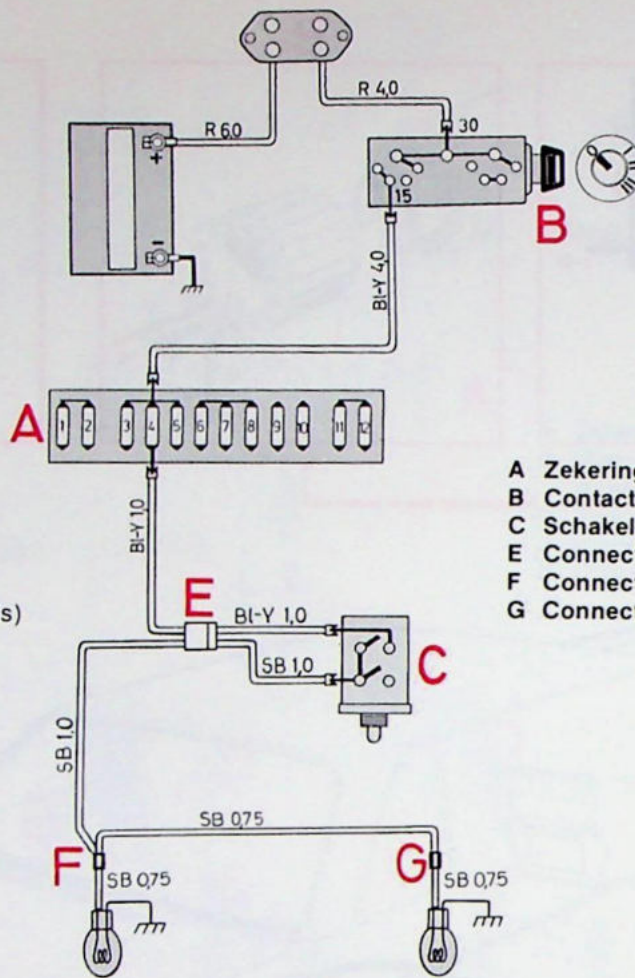 R 4,0
R 6,0
30
+
15
B
−
Bl-Y 4,0
A
1 2 3 4 5 6 7 8 9 10 11 12
A Zekering
B Contact
C Schakel
E Connect
F Connect
G Connect
Bl-Y 1,0
E
s)
Bl-Y 1,0
C
SB 1,0
SB 1,0
SB 0,75
F
G
SB 0,75
SB 0,75